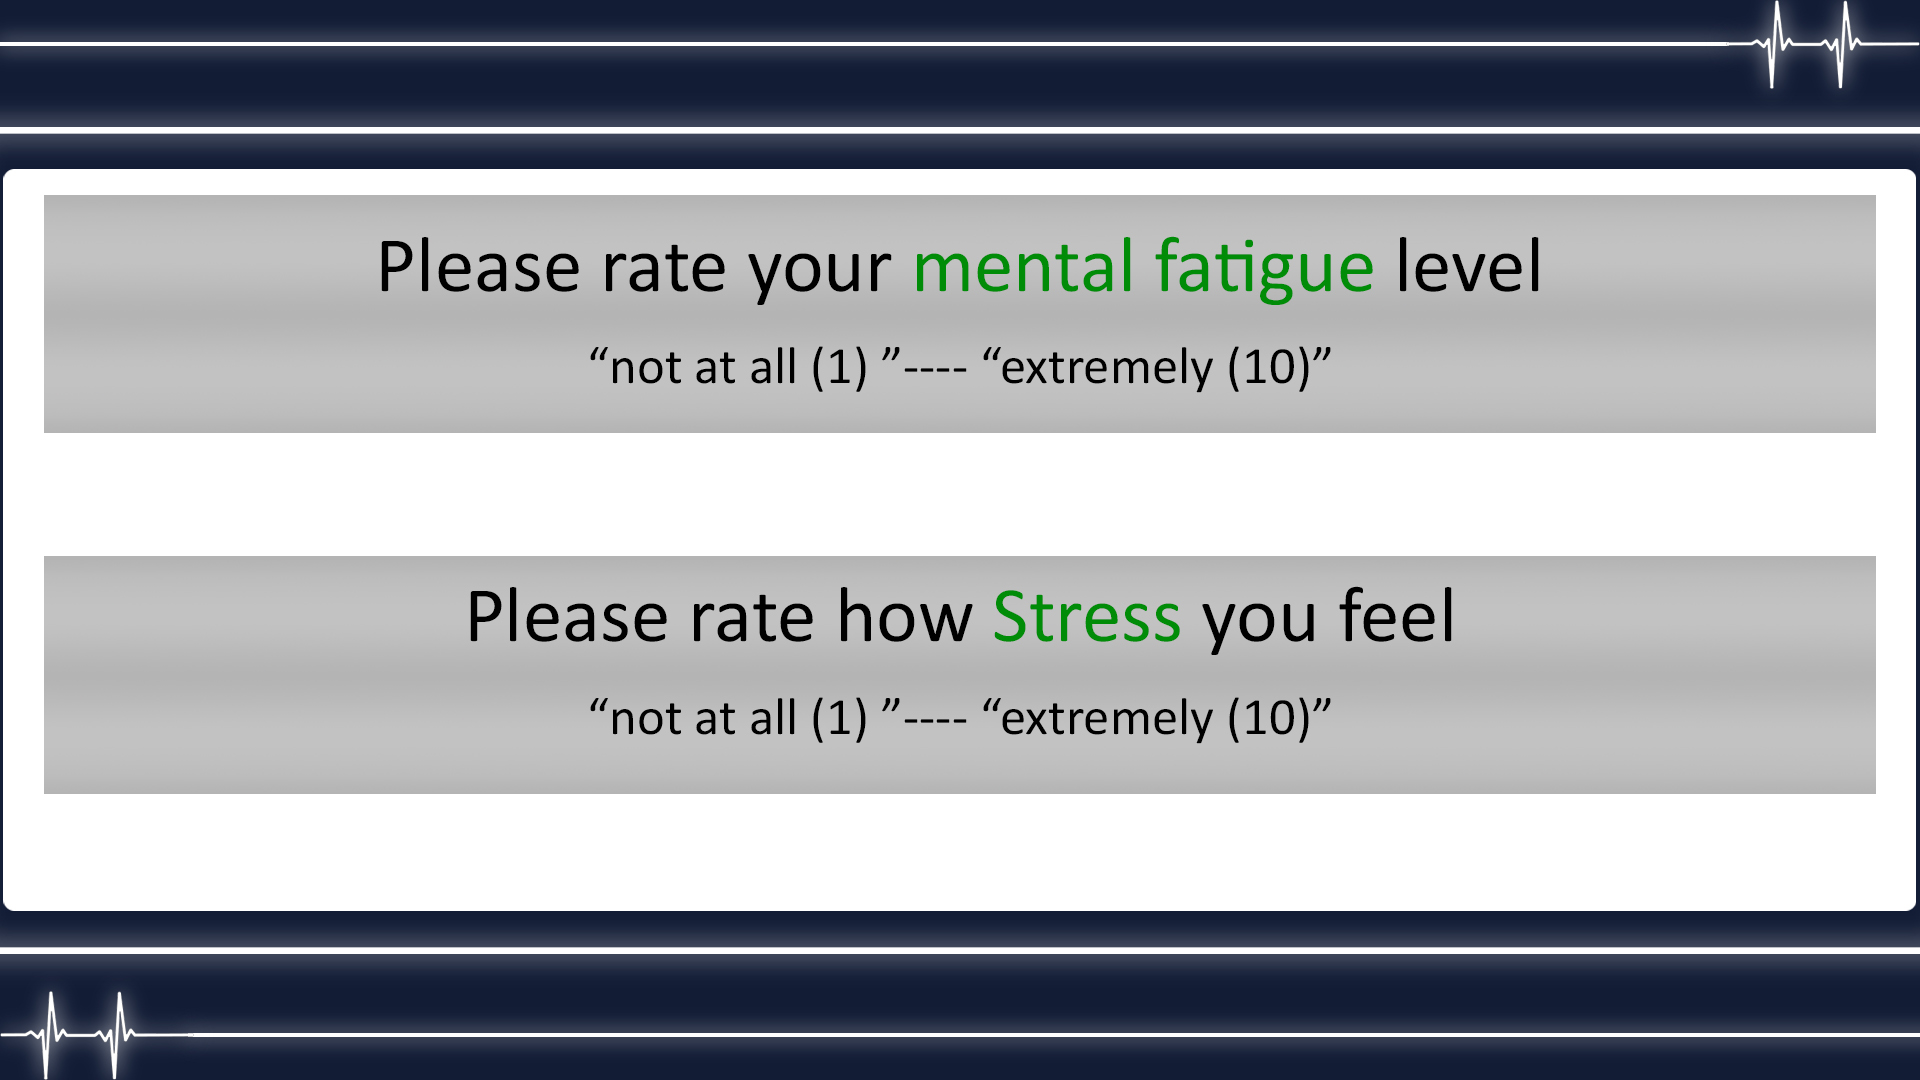 Please rate your mental fatigue level
“not at all (1) ”---- “extremely (10)”
Please rate how Stress you feel
“not at all (1) ”---- “extremely (10)”